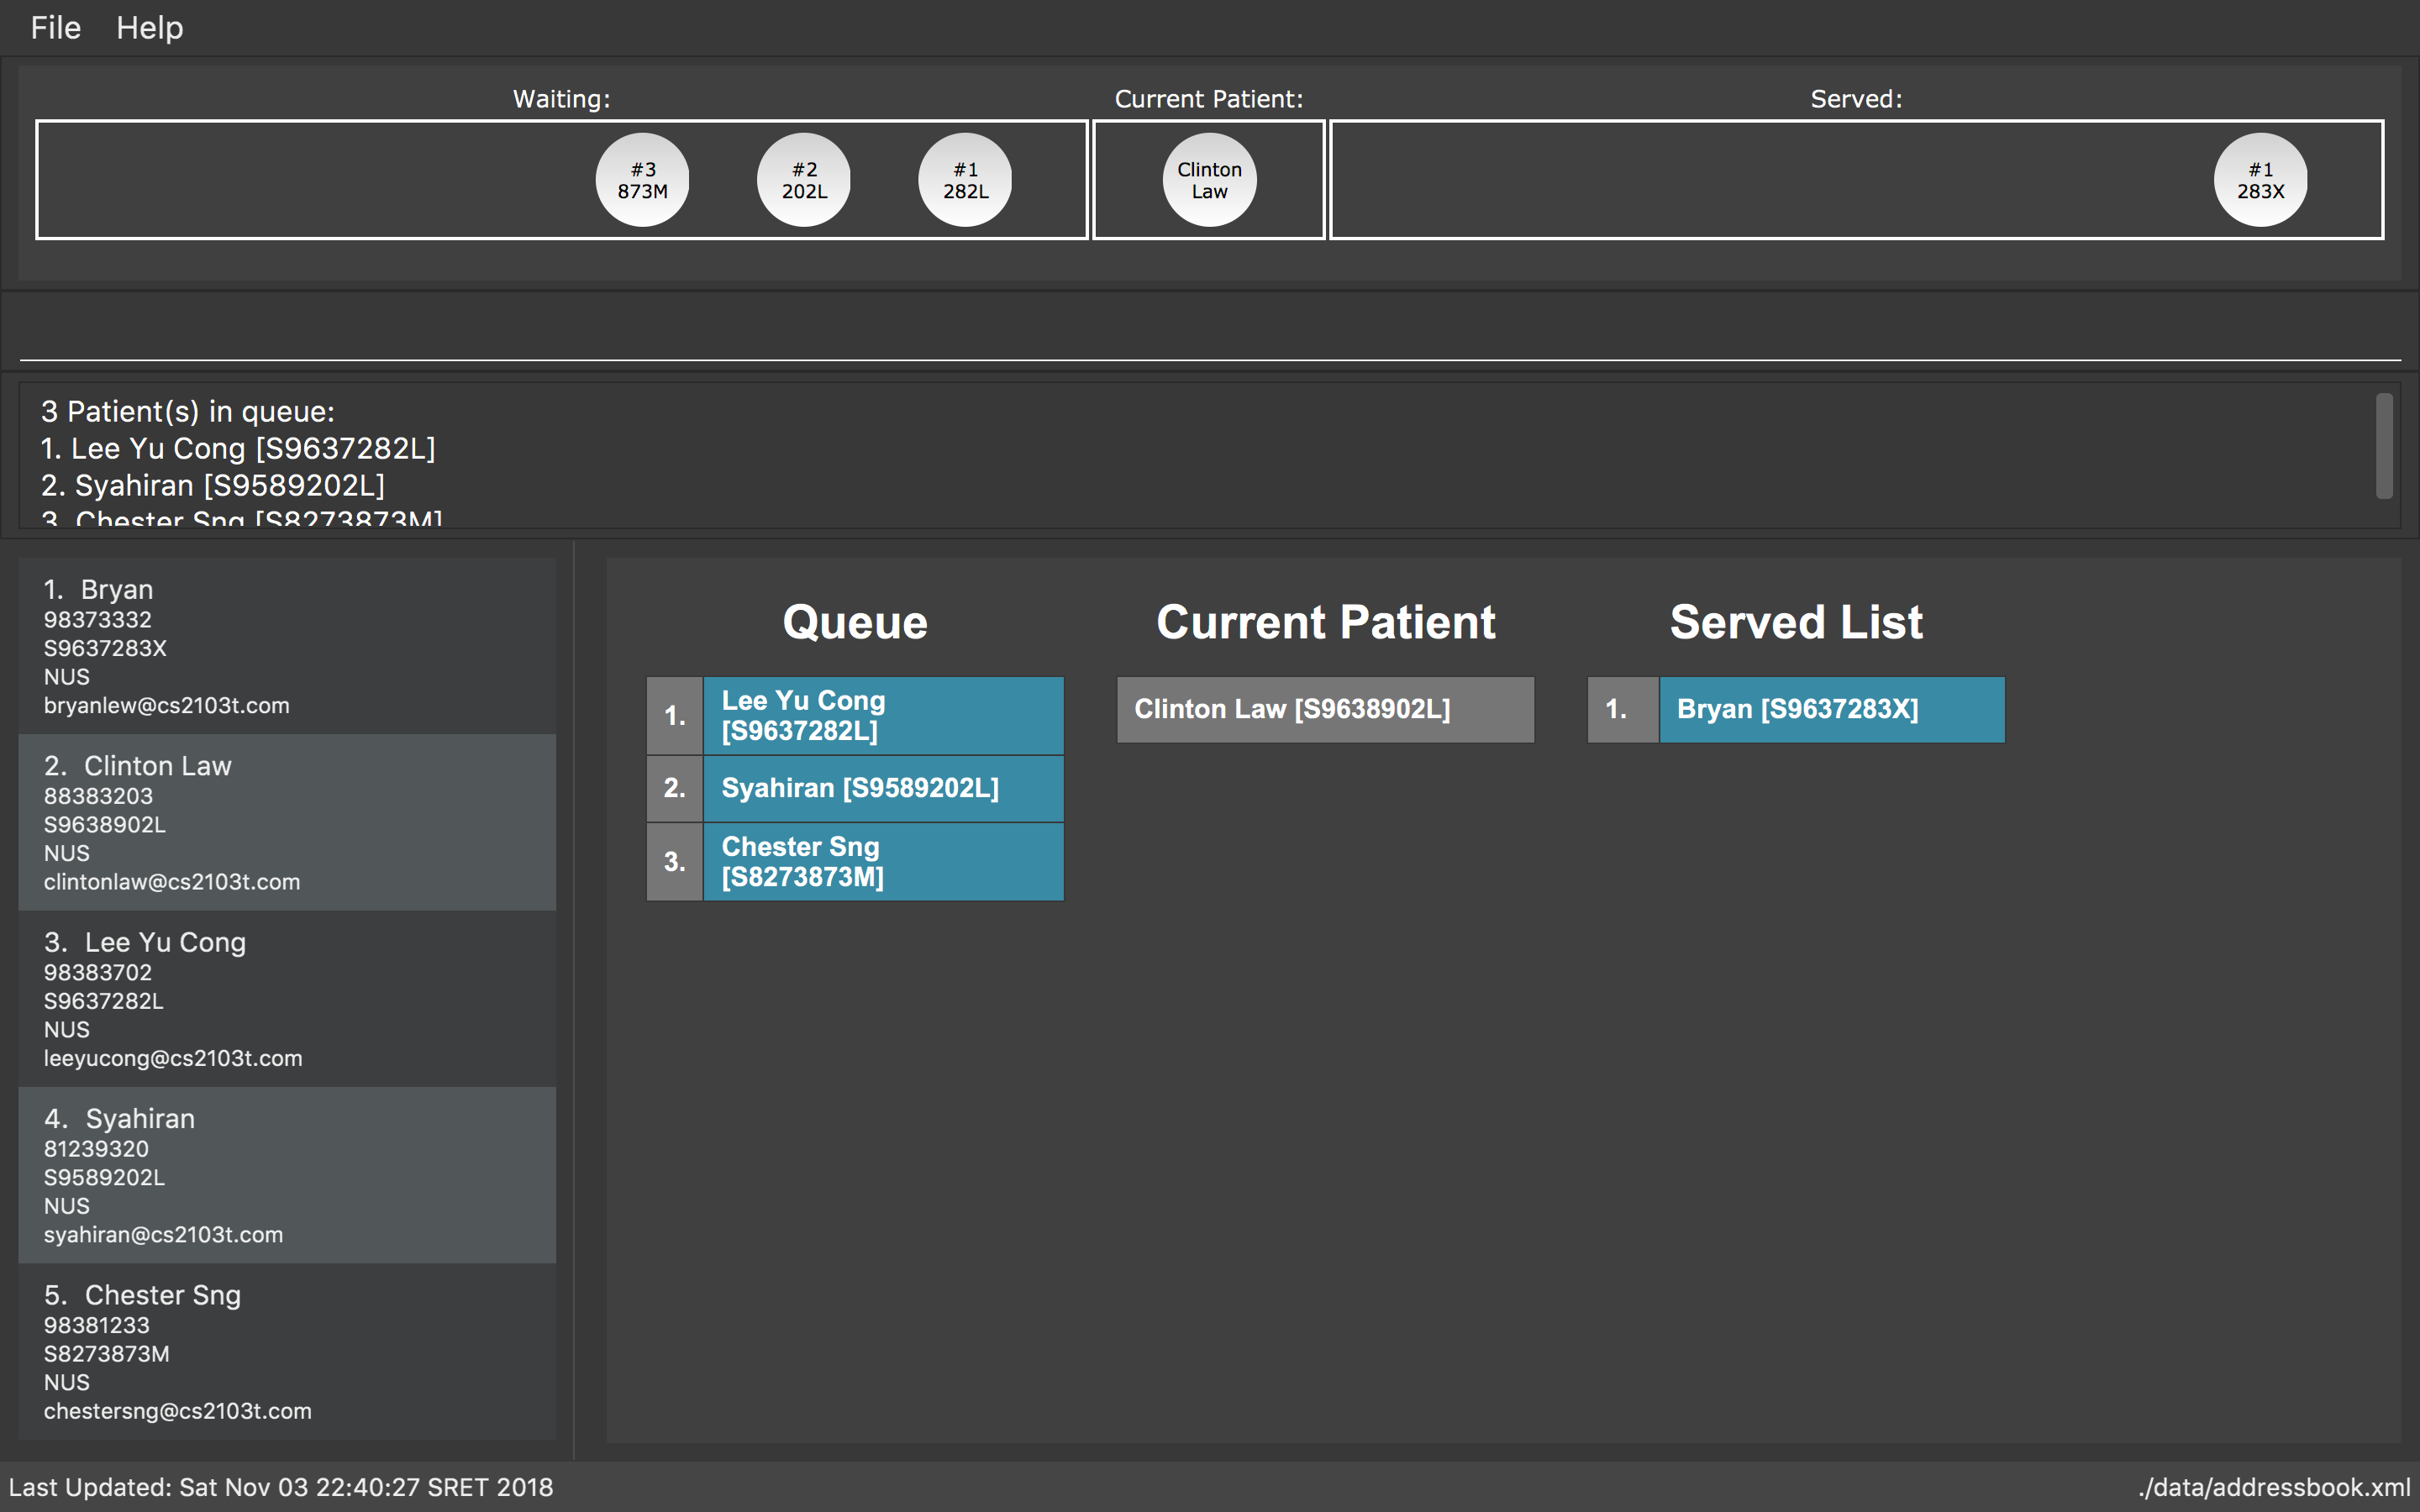 File Help
Waiting: Current Patient: Served:
#3 #2 #1 Clinton #1
873M 202L 282L Law 283X
3 Patient(s) in queue:
1. Lee Yu Cong [S9637282L]
2. Syahiran [S9589202L]
3. Chester Sng [S8273873M]
1. Bryan
98373332
S9637283X
NUS
bryanlew@cs2103t.com
2. Clinton Law
88383203
S9638902L
NUS
clintonlaw@cs2103t.com
3. Lee Yu Cong
98383702
S9637282L
NUS
leeyucong@cs2103t.com
4. Syahiran
81239320
S9589202L
NUS
syahiran@cs2103t.com
5. Chester Sng
98381233
S8273873M
NUS
chestersng@cs2103t.com
Queue
1. Lee Yu Cong
[S9637282L]
2. Syahiran [S9589202L]
3. Chester Sng
[S8273873M]
Current Patient
Clinton Law [S9638902L]
Served List
1. Bryan [S9637283X]
Last Updated: Sat Nov 03 22:40:27 SRET 2018
./data/addressbook.xml